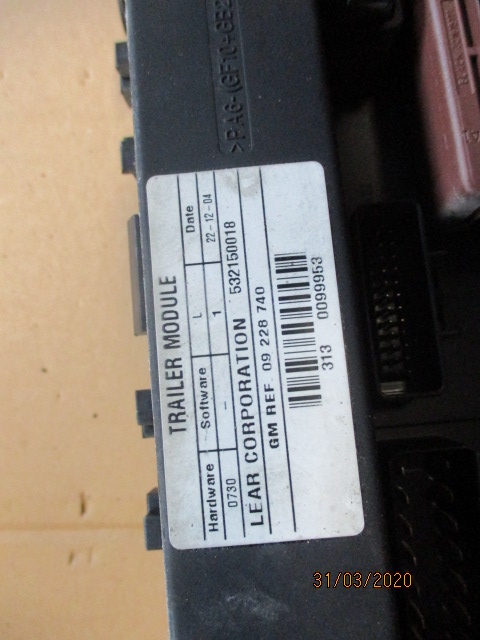 >PA6-(GF10+GB2
TRAILER MODULE
Hardware Software L Date
0730 - 1 22-12-04
LEAR CORPORATION 532150018
GM REF. 09 228 740
313 0099953
31/03/2020